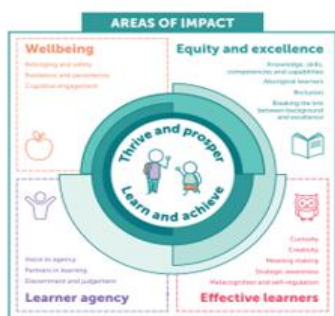 AREAS OF IMPACT
Wellbeing
Belonging and safety
Resilience and persistence
Cognitive engagement
Equity and excellence
Knowledge, skills,
competencies and capabilities
Aboriginal learners
Inclusion
Breaking the link
between background
and excellence
Thrive and prosper
Learn and achieve
Voice to agency
Partners in learning
Discernment and judgement
Learner agency
Curiosity
Creativity
Meaning making
Strategic awareness
Metacognition and self-regulation
Effective learners